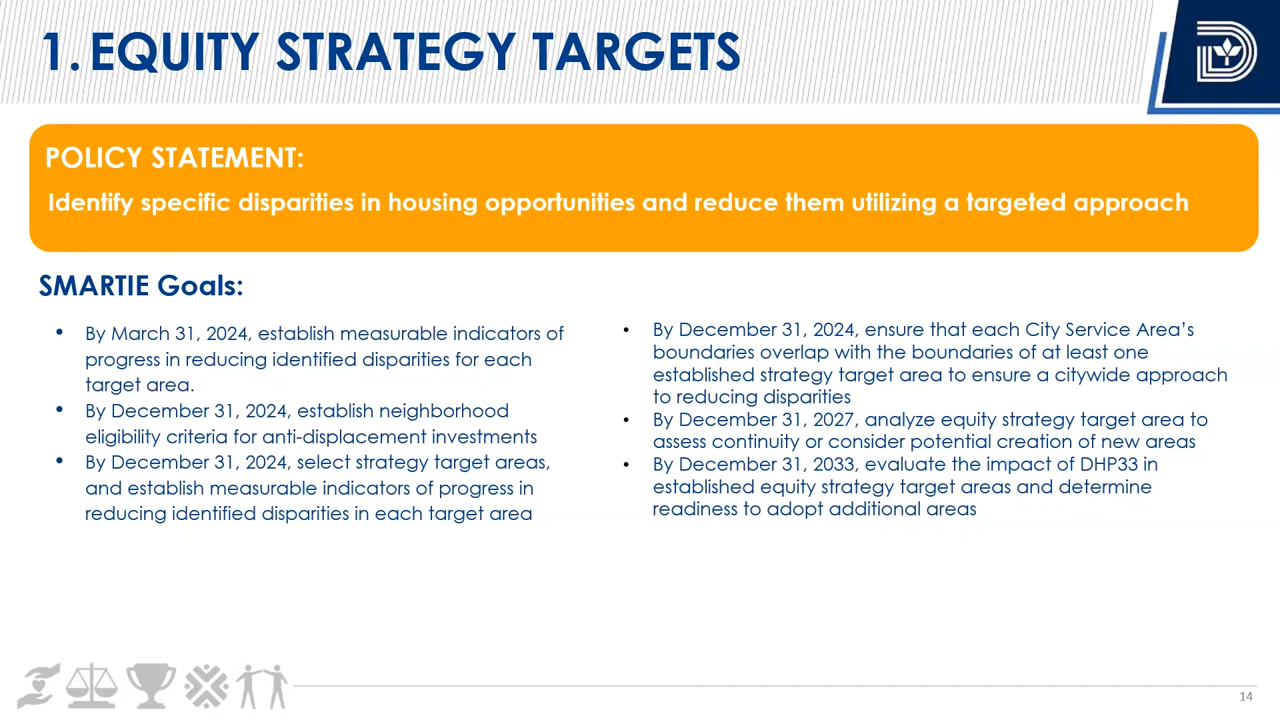 1. EQUITY STRATEGY TARGETS
POLICY STATEMENT:
Identify specific disparities in housing opportunities and reduce them utilizing a targeted approach
SMARTIE Goals:
• By March 31, 2024, establish measurable indicators of
progress in reducing identified disparities for each
target area.
• By December 31, 2024, establish neighborhood
eligibility criteria for anti-displacement investments
• By December 31, 2024, select strategy target areas,
and establish measurable indicators of progress in
reducing identified disparities in each target area
• By December 31, 2024, ensure that each City Service Area’s
boundaries overlap with the boundaries of at least one
established strategy target area to ensure a citywide approach
to reducing disparities
• By December 31, 2027, analyze equity strategy target area to
assess continuity or consider potential creation of new areas
• By December 31, 2033, evaluate the impact of DHP33 in
established equity strategy target areas and determine
readiness to adopt additional areas
14